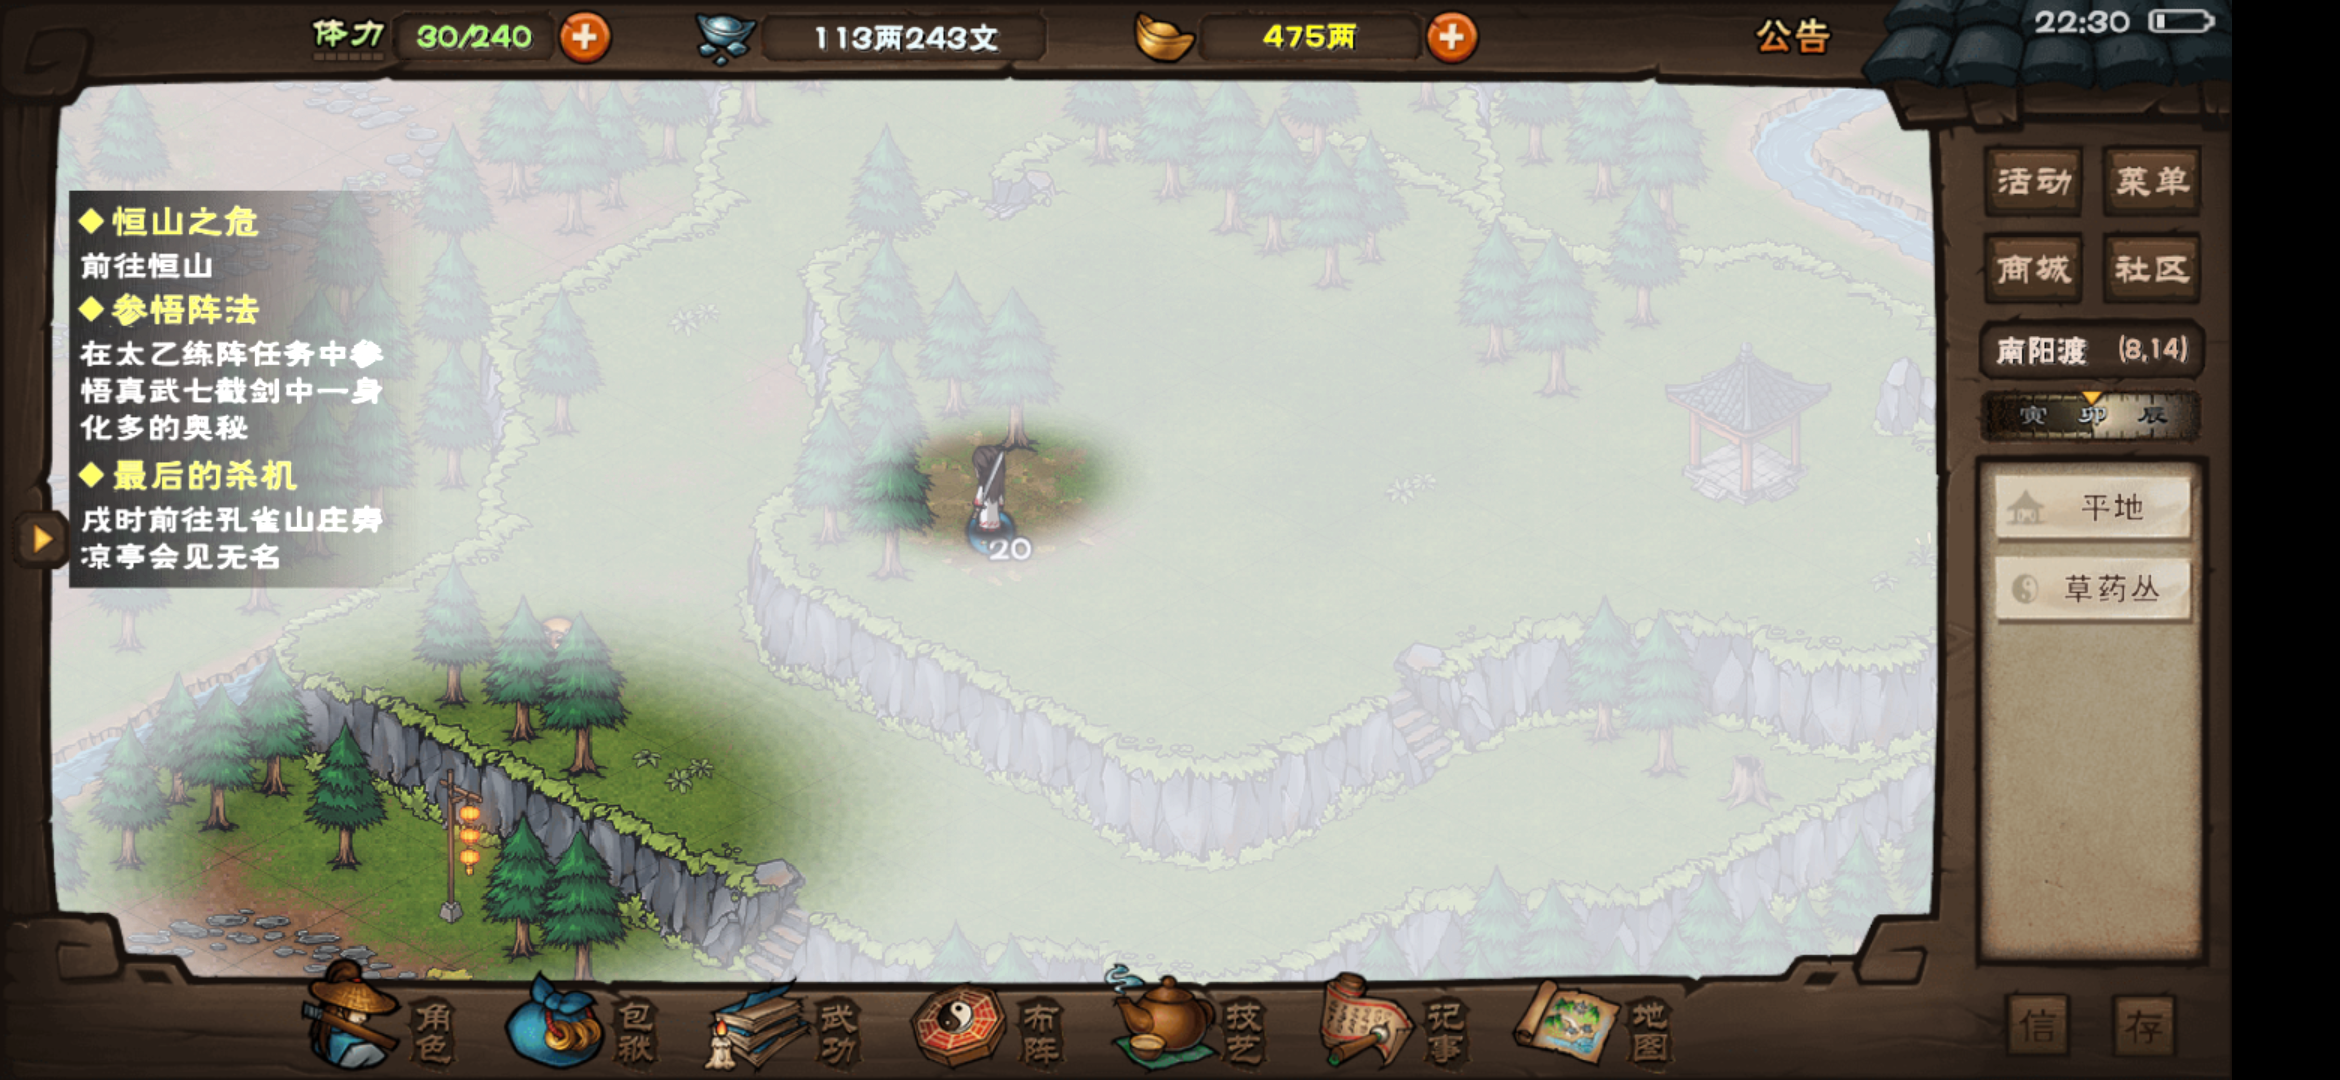 体力 30/240 113两243文 475两 公告 22:30
活动 菜单
商城 社区
南阳渡 (8,14)
寅 卯 辰
平地
草药丛
◆恒山之危
前往恒山
◆参悟阵法
在太乙练阵任务中参
悟真武七截剑中一身
化多的奥秘
◆最后的杀机
戌时前往孔雀山庄旁
凉亭会见无名
20
角色 包袱 武功 布阵 技艺 记事 地图 信 存